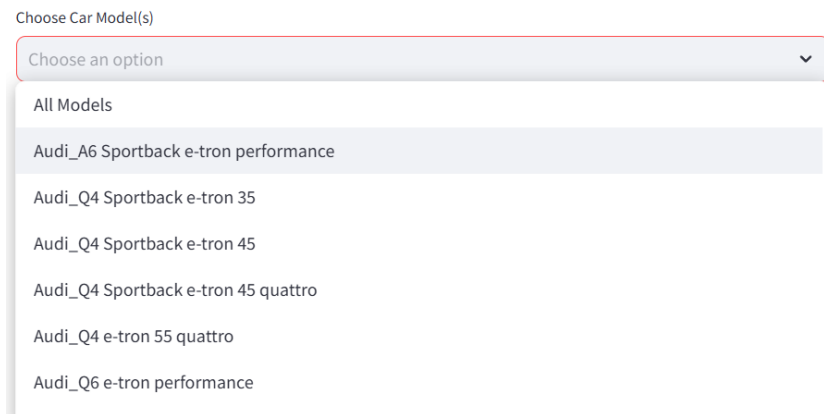 Choose Car Model(s)
Choose an option
All Models
Audi_A6 Sportback e-tron performance
Audi_Q4 Sportback e-tron 35
Audi_Q4 Sportback e-tron 45
Audi_Q4 Sportback e-tron 45 quattro
Audi_Q4 e-tron 55 quattro
Audi_Q6 e-tron performance